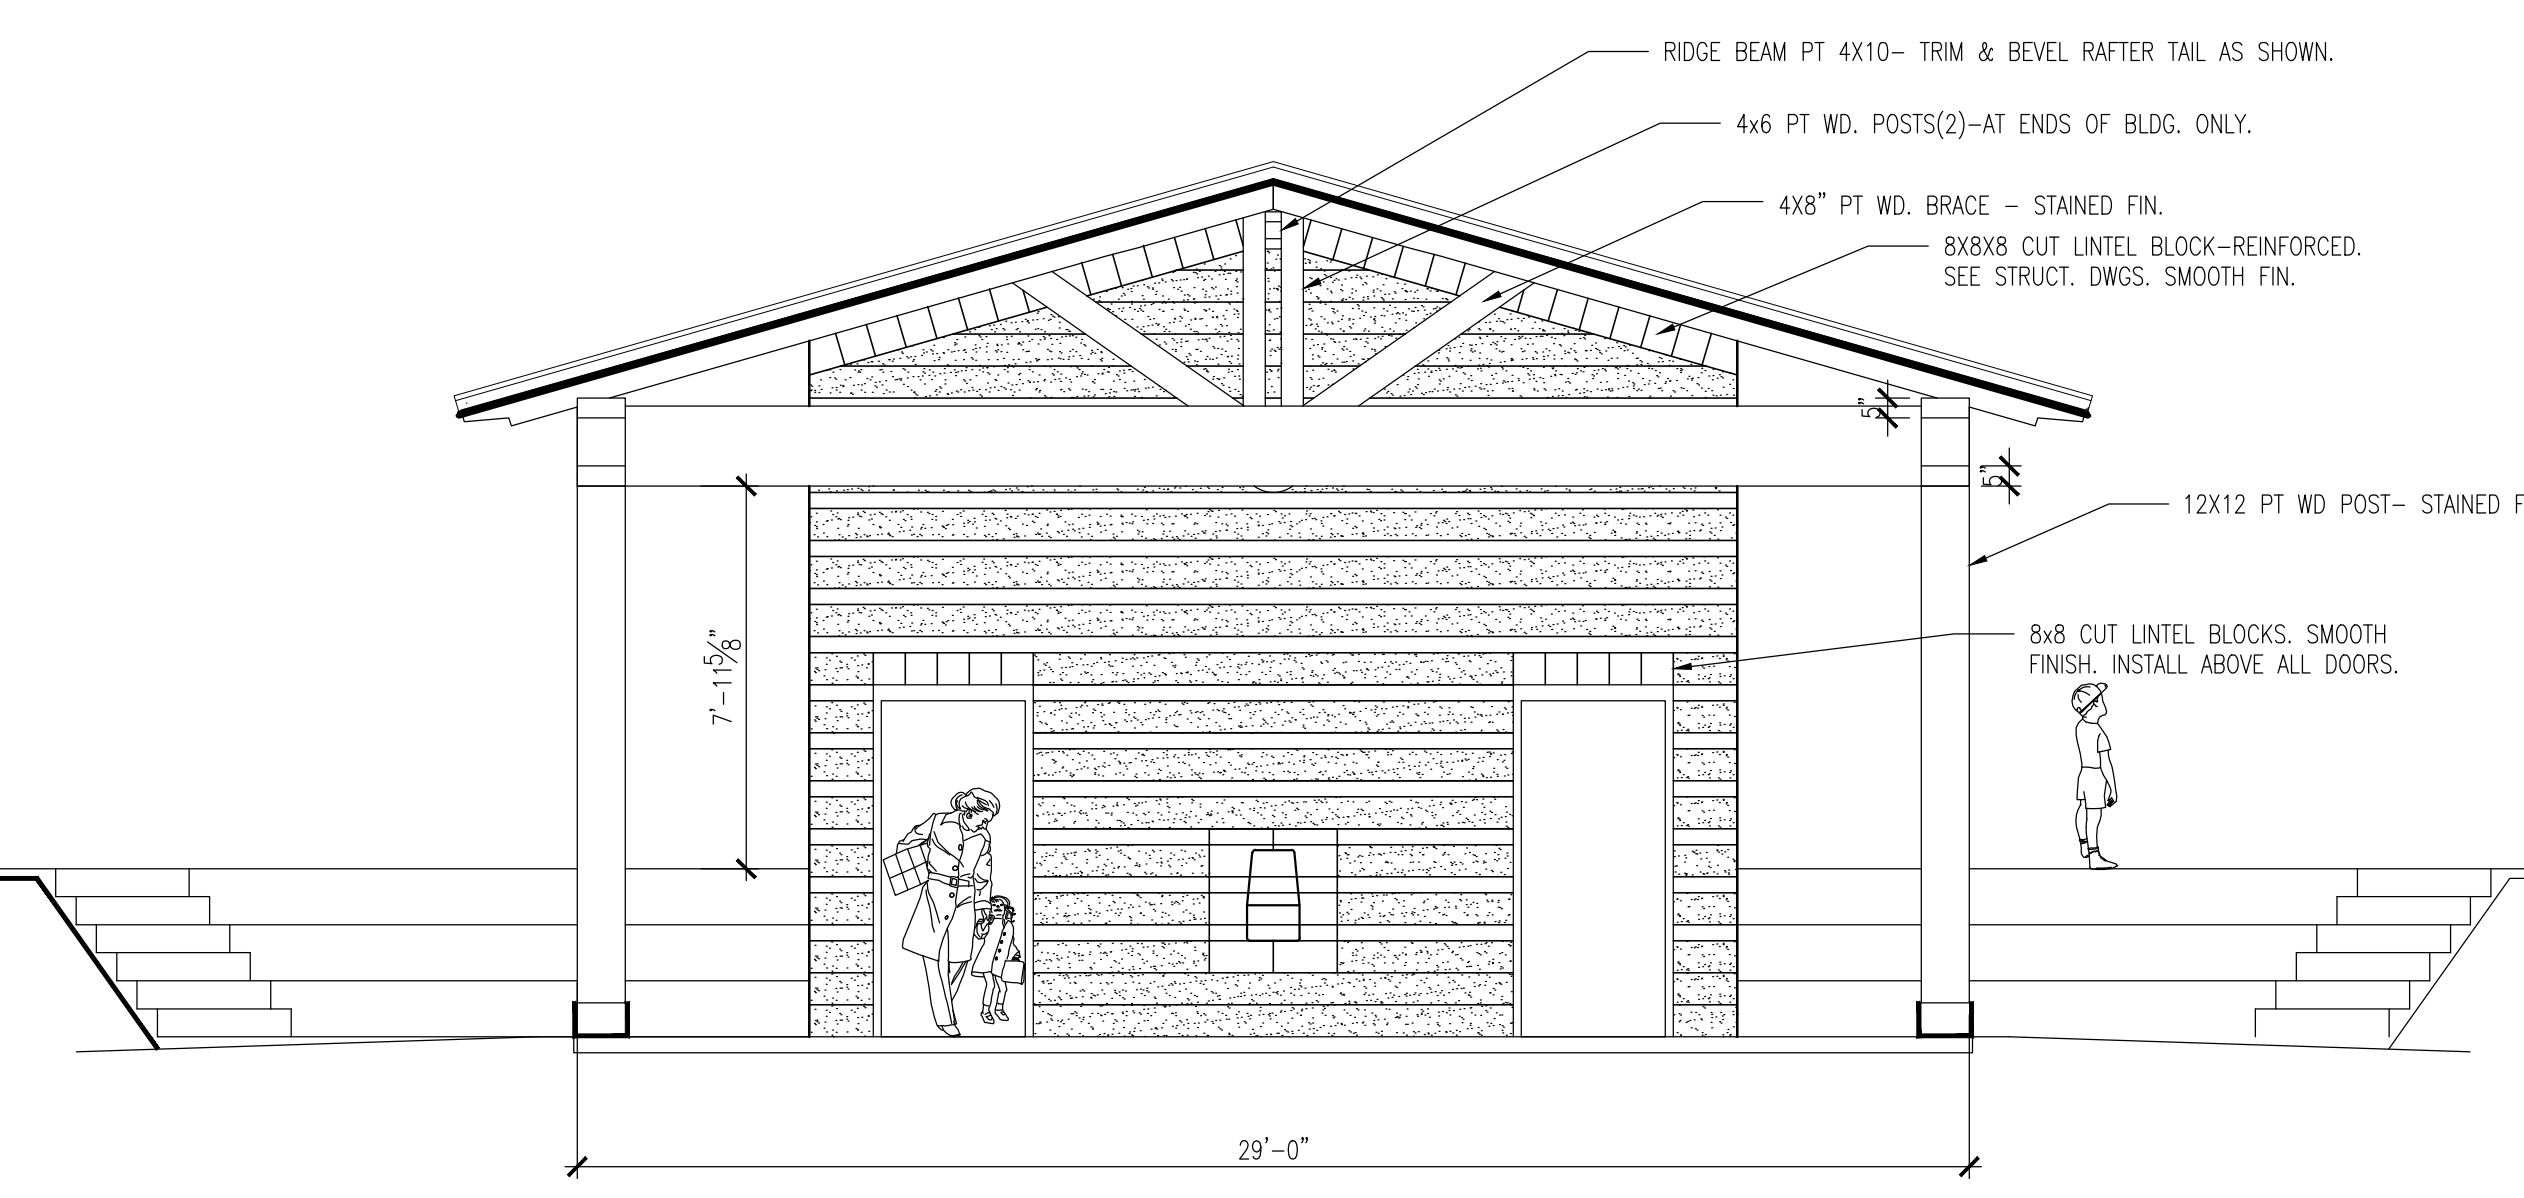 RIDGE BEAM PT 4X10- TRIM & BEVEL RAFTER TAIL AS SHOWN.
4x6 PT WD. POSTS(2)-AT ENDS OF BLDG. ONLY.
4X8" PT WD. BRACE - STAINED FIN.
8X8X8 CUT LINTEL BLOCK-REINFORCED.
SEE STRUCT. DWGS. SMOOTH FIN.
5"
5"
12X12 PT WD POST- STAINED F
7'-11 5/8"
8x8 CUT LINTEL BLOCKS. SMOOTH
FINISH. INSTALL ABOVE ALL DOORS.
29'-0"